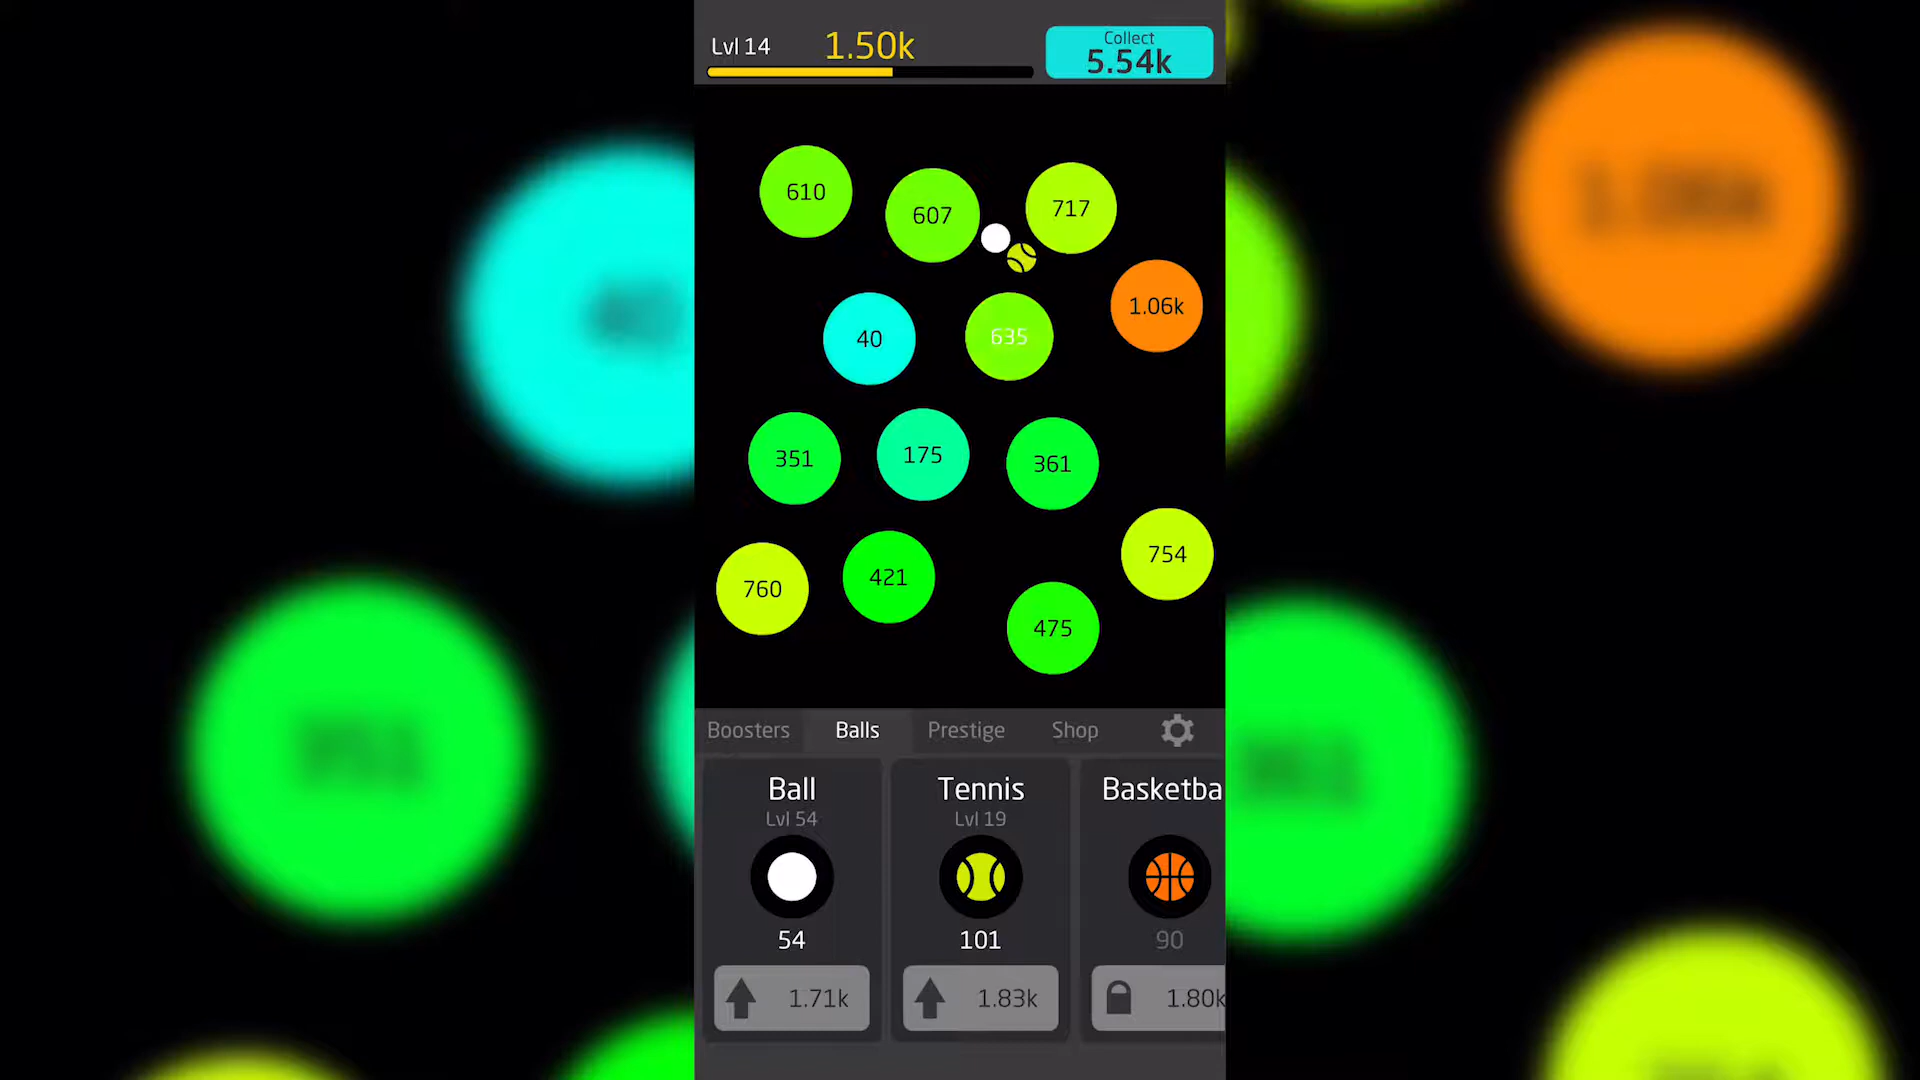 Lvl 14
1.50k
Collect
5.54k
610
607
717
1.06k
40
635
351
175
361
754
760
421
475
Boosters
Balls
Prestige
Shop
Ball
Tennis
Basketba
Lvl 54
Lvl 19
54
101
90
1.71k
1.83k
1.80k